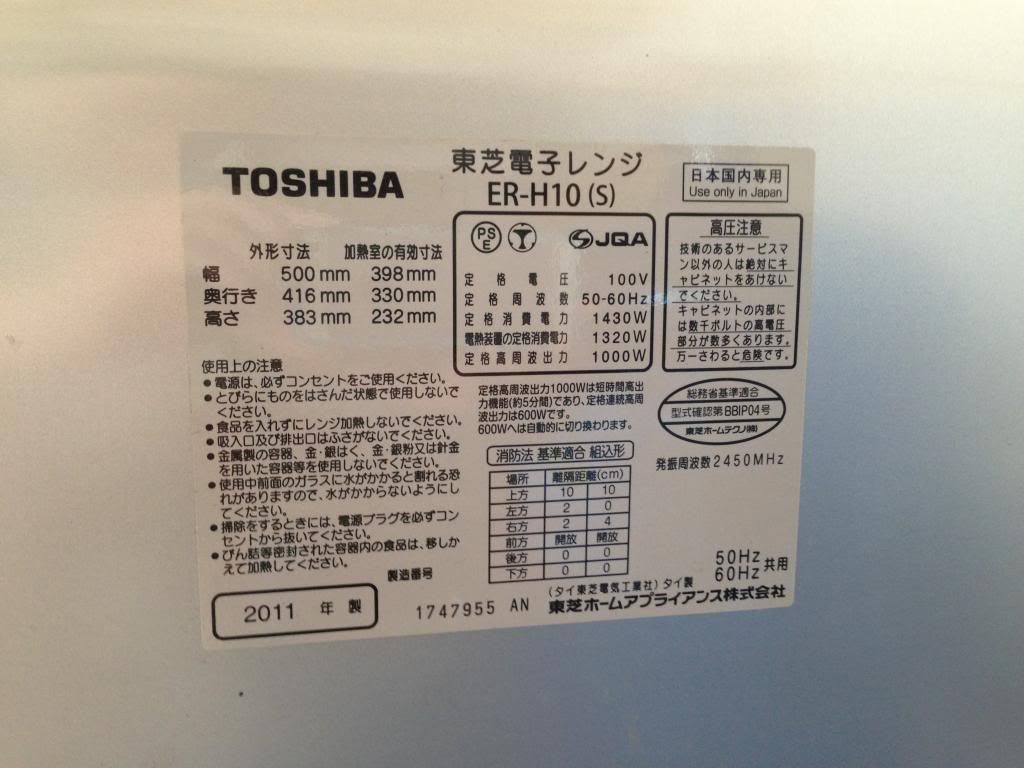 TOSHIBA
東芝電子レンジ
ER-H10 (S)
日本国内専用
Use only in Japan
外形寸法 加熱室の有効寸法
幅 500 mm 398 mm
奥行き 416 mm 330 mm
高さ 383 mm 232 mm
PS
E
JQA
定格電圧 100V
定格周波数 50-60Hz
定格消費電力 1430W
電熱装置の定格消費電力 1320W
定格高周波出力 1000W
高圧注意
技術のあるサービスマ
ン以外の人は絶対にキ
ャビネットをあけない
でください。
キャビネットの内部に
は数千ボルトの高電圧
部分が数多くあります。
万一さわると危険です。
使用上の注意
●電源は、必ずコンセントをご使用ください。
●とびらにものをはさんだ状態で使用しないで
ください。
●食品を入れずにレンジ加熱しないでください。
●吸入口及び排出口はふさがないでください。
●金属製の容器、金・銀はく、金・銀粉又は針金
を用いた容器等を使用しないでください。
●使用中前面のガラスに水がかかると割れる恐
れがありますので、水がかからないようにし
てください。
●掃除をするときには、電源プラグを必ずコン
セントから抜いてください。
●びん詰等密封された容器内の食品は、移しか
えて加熱してください。
定格高周波出力1000Wは短時間高出
力機能(約5分間)であり、定格連続高周
波出力は600Wです。
600Wへは自動的に切り換わります。
総務省基準適合
型式確認第BBIP04号
東芝ホームテクノ(株)
発振周波数2450MHz
消防法 基準適合 組込形
場所 離隔距離(cm)
上方 10 10
左方 2 0
右方 2 4
前方 開放 開放
後方 0 0
下方 0 0
50Hz
60Hz 共用
製造番号
2011 年 製
1747955 AN
(タイ東芝電気工業社) タイ製
東芝ホームアプライアンス株式会社